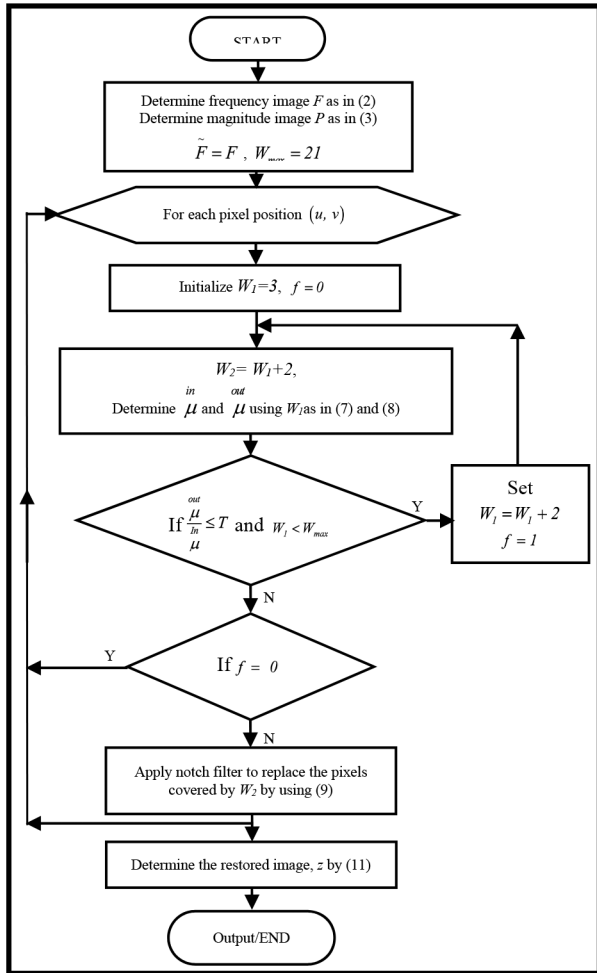 START
Determine frequency image F as in (2)
Determine magnitude image P as in (3)
F̃ = F , W_max = 21
For each pixel position (u, v)
Initialize W₁=3, f=0
W₂= W₁+2,
in out
Determine μ and μ using W₁as in (7) and (8)
out
μ
If — ≤ T and W₁ < W_max
In
μ
Y
Set
W₁ = W₁ + 2
f = 1
N
Y
If f = 0
N
Apply notch filter to replace the pixels
covered by W₂ by using (9)
Determine the restored image, z by (11)
Output/END